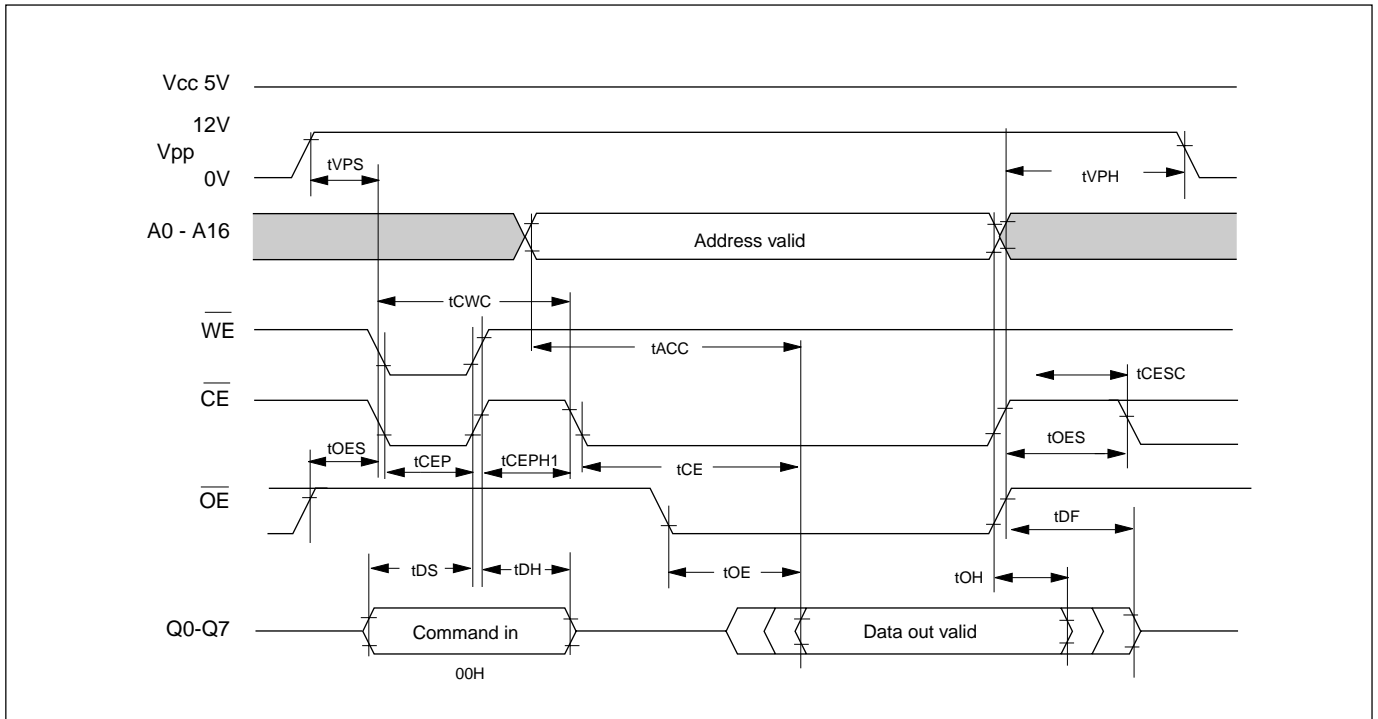 Vcc 5V
12V
Vpp
0V
tVPS
tVPH
A0 - A16
Address valid
tCWC
WE
tACC
tCESC
CE
tOES
tCEP
tCEPH1
tCE
tOES
OE
tDF
tDS
tDH
tOE
tOH
Q0-Q7
Command in
Data out valid
00H